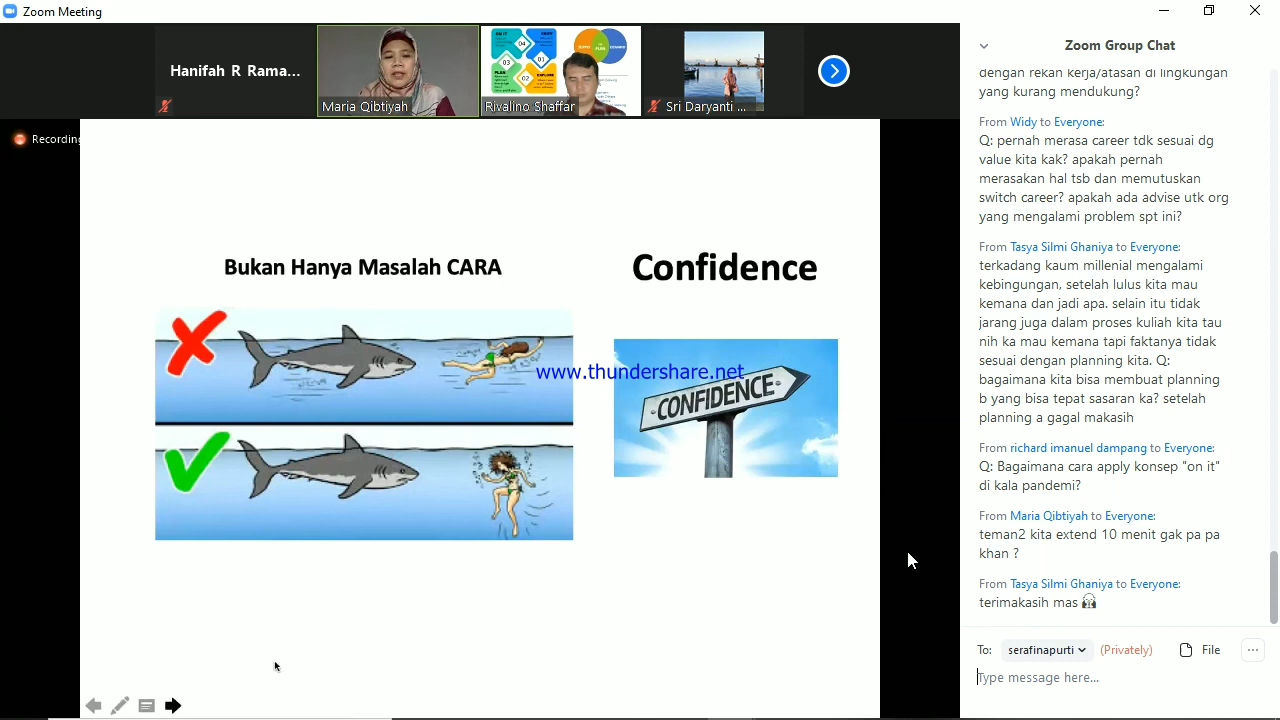 Zoom Meeting
Hanifah R Rama...
Maria Qibtiyah
Rivalino Shaffar
Sri Daryanti ...
04
03
01
02
PLAN
Recording
Bukan Hanya Masalah CARA
Confidence
CONFIDENCE
www.thundershare.net
Zoom Group Chat
yang kurang mendukung?
From Widy to Everyone:
Q: pernah merasa career tdk sesuai dg
value kita kak? apakah pernah
merasakan hal tsb dan memutuskan
switch career? apakah ada advise utk org
yang mengalami problem spt ini?
From Tasya Silmi Ghaniya to Everyone:
terkadang kaum millenial mengalami
kebingungan, setelah lulus kita mau
kemana dan jadi apa. selain itu tidak
jarang juga dalam proses kuliah kita tau
nih ka mau kemana tapi faktanya tidak
sesuai dengan planning kita. Q:
bagamana kita bisa membuat planning
b yang bisa tepat sasaran ka? setelah
planning a gagal makasih
From richard imanuel dampang to Everyone:
Q: Bagaimana cara apply konsep "on it"
di kala pandemi?
From Maria Qibtiyah to Everyone:
teman2 kita extend 10 menit gak pa pa
khan ?
From Tasya Silmi Ghaniya to Everyone:
terimakasih mas
To: serafinapurti (Privately) File
Type message here...